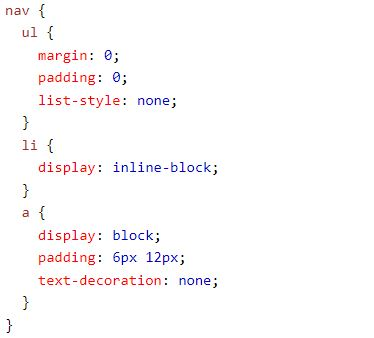 nav {
  ul {
    margin: 0;
    padding: 0;
    list-style: none;
  }
  li {
    display: inline-block;
  }
  a {
    display: block;
    padding: 6px 12px;
    text-decoration: none;
  }
}